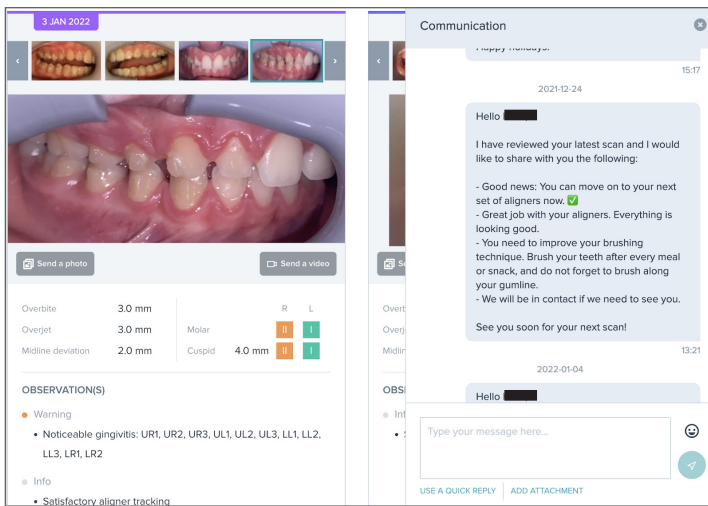 3 JAN 2022
Send a photo
Send a video
Overbite 3.0 mm R L
Overjet 3.0 mm Molar II I
Midline deviation 2.0 mm Cuspid 4.0 mm II I
OBSERVATION(S)
Warning
• Noticeable gingivitis: UR1, UR2, UR3, UL1, UL2, UL3, LL1, LL2,
LL3, LR1, LR2
Info
• Satisfactory aligner tracking
Se
Overb
Overj
Midlin
OBSE
Inf
Communication
Happy holidays!
15:17
2021-12-24
Hello
I have reviewed your latest scan and I would
like to share with you the following:
- Good news: You can move on to your next
set of aligners now. ✅
- Great job with your aligners. Everything is
looking good.
- You need to improve your brushing
technique. Brush your teeth after every meal
or snack, and do not forget to brush along
your gumline.
- We will be in contact if we need to see you.
See you soon for your next scan!
13:21
2022-01-04
Hello
Type your message here...
USE A QUICK REPLY ADD ATTACHMENT